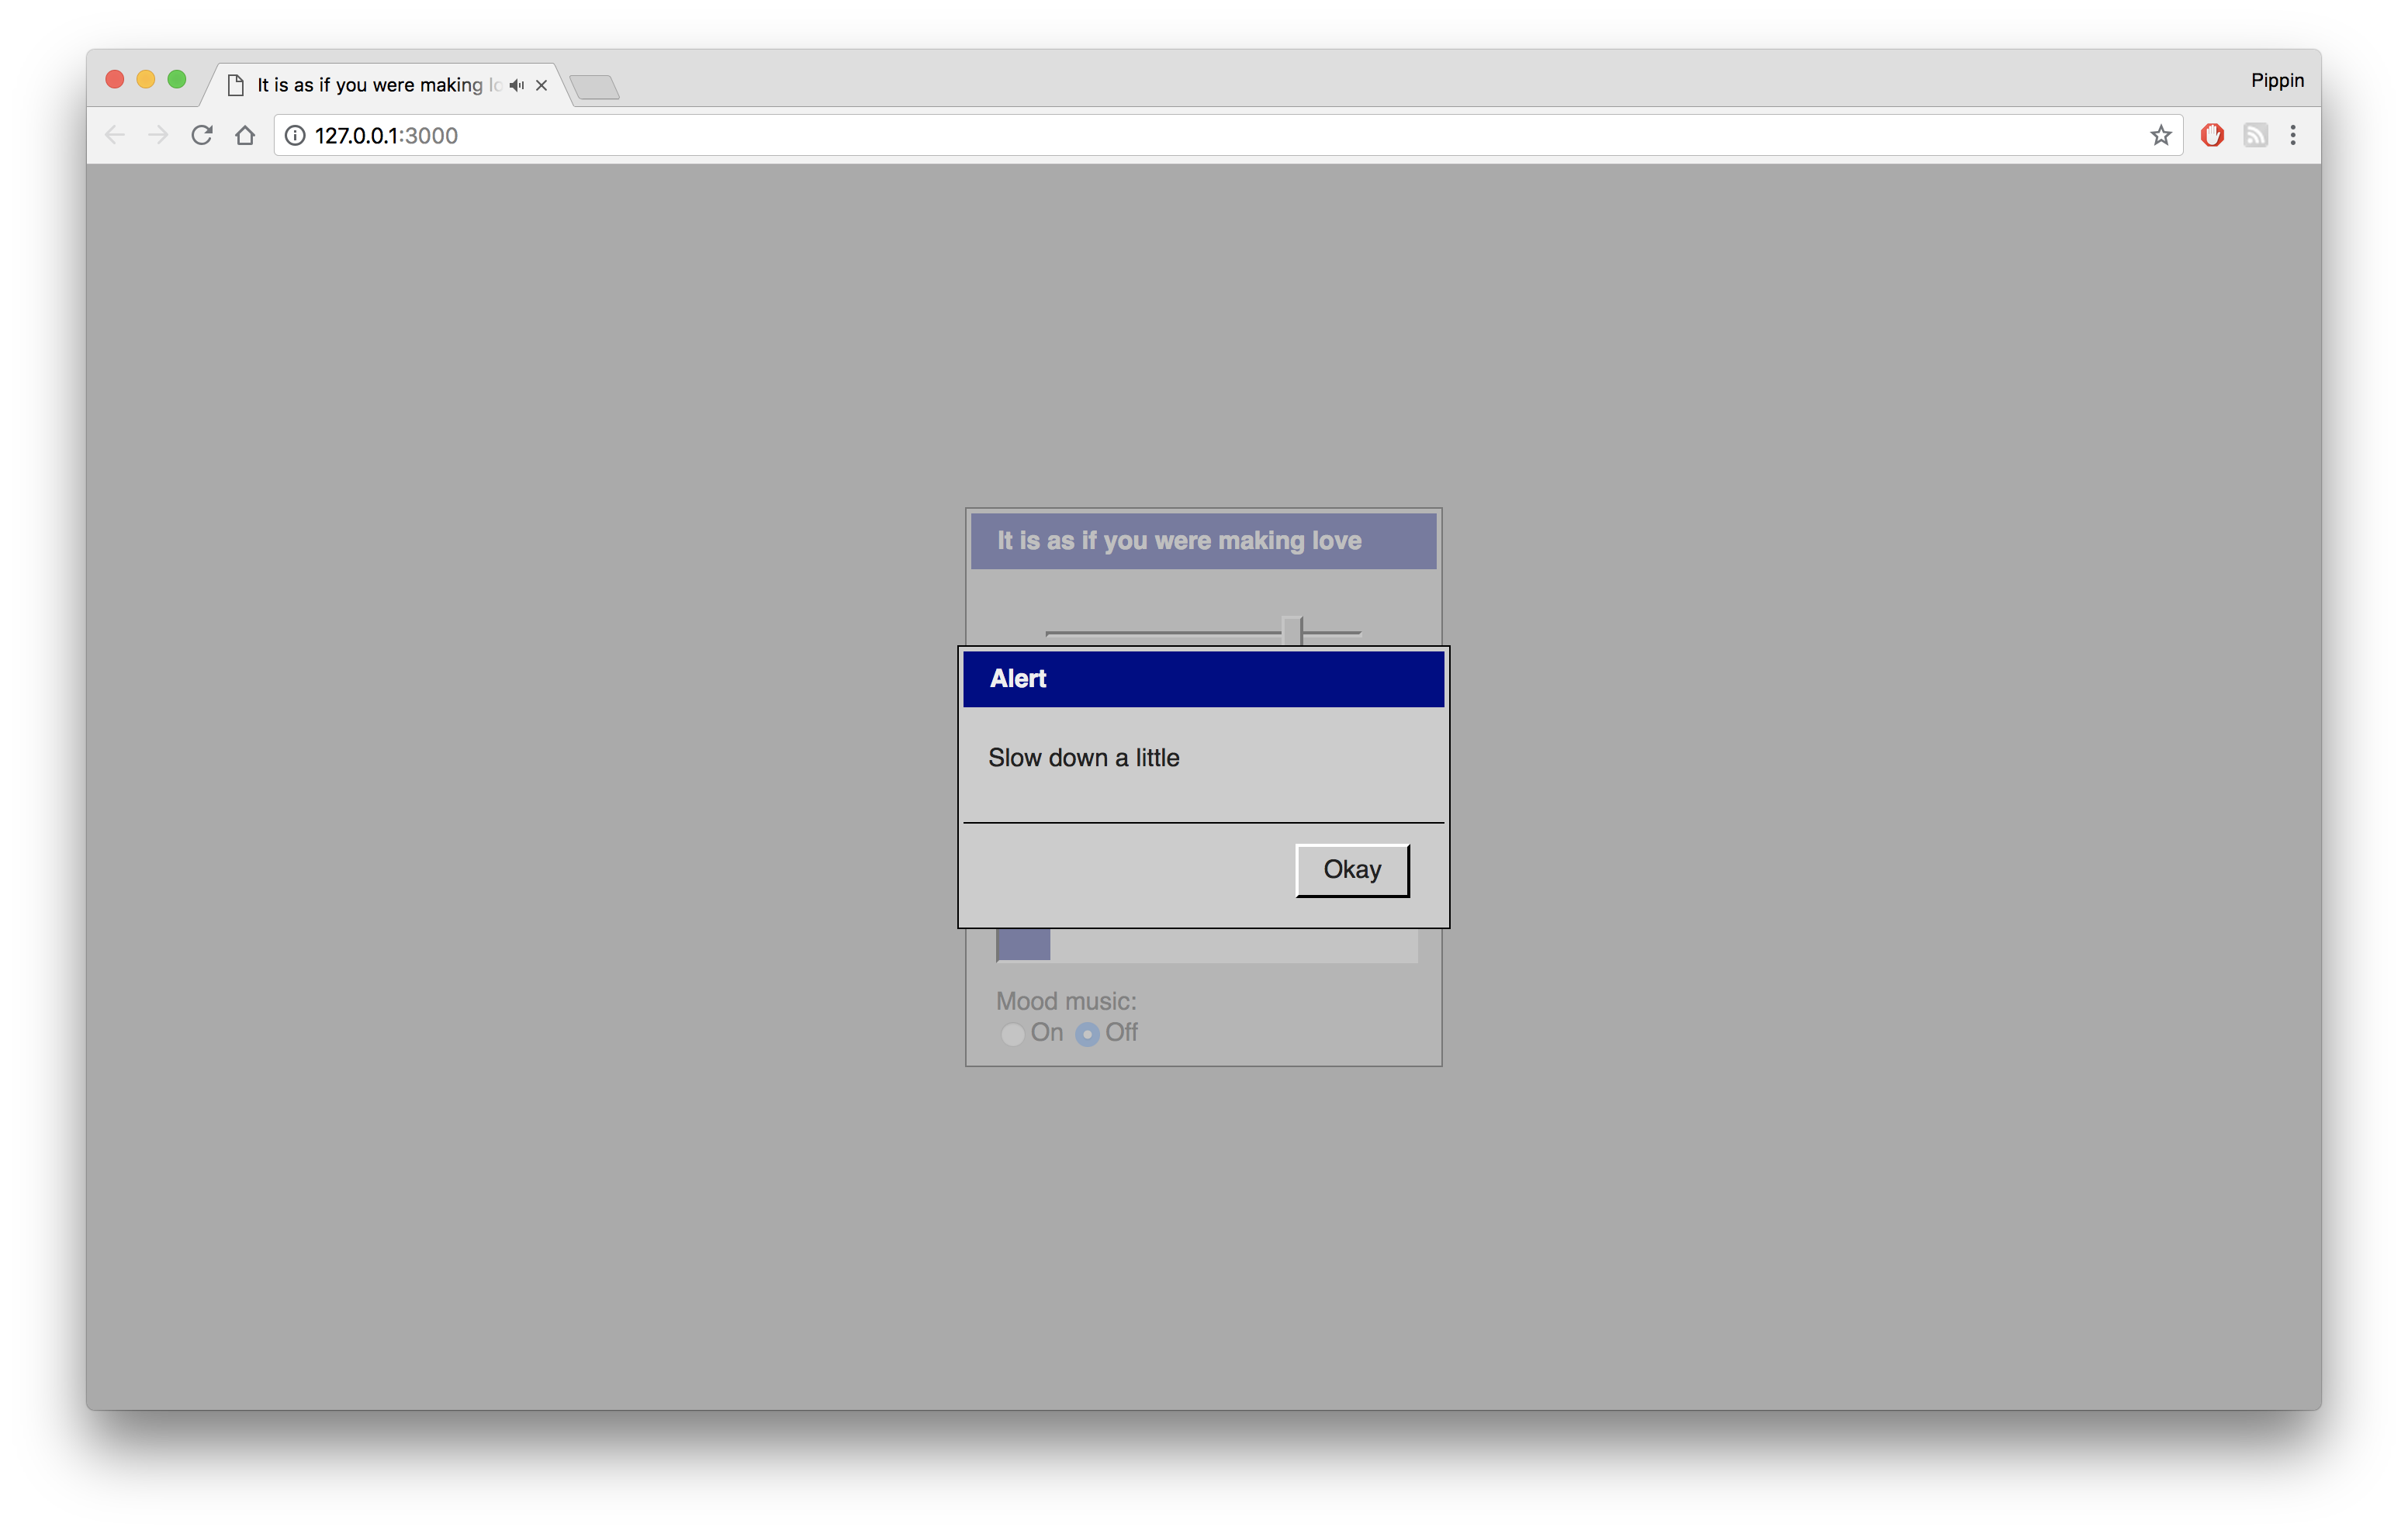 It is as if you were making lo
Pippin
127.0.0.1:3000
It is as if you were making love
Alert
Slow down a little
Okay
Mood music:
On Off